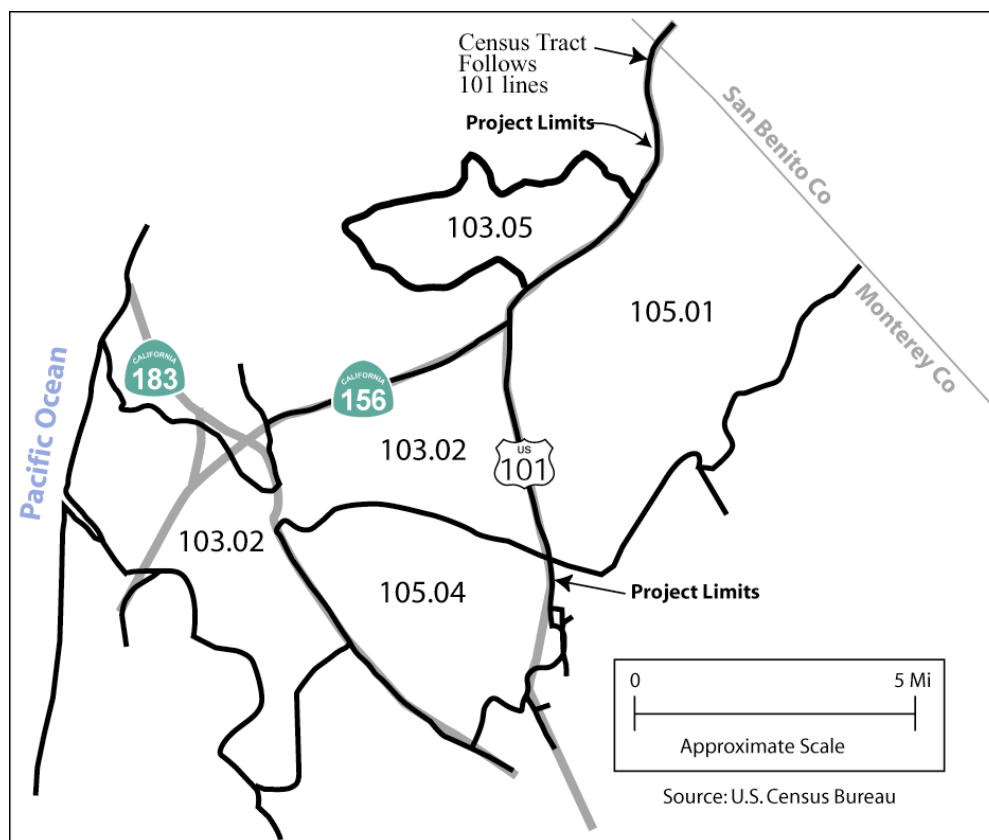 Census Tract
Follows
101 lines
Project Limits
San Benito Co
Monterey Co
103.05
105.01
Pacific Ocean
CALIFORNIA
183
CALIFORNIA
156
103.02
US
101
103.02
105.04
Project Limits
0 5 Mi
Approximate Scale
Source: U.S. Census Bureau